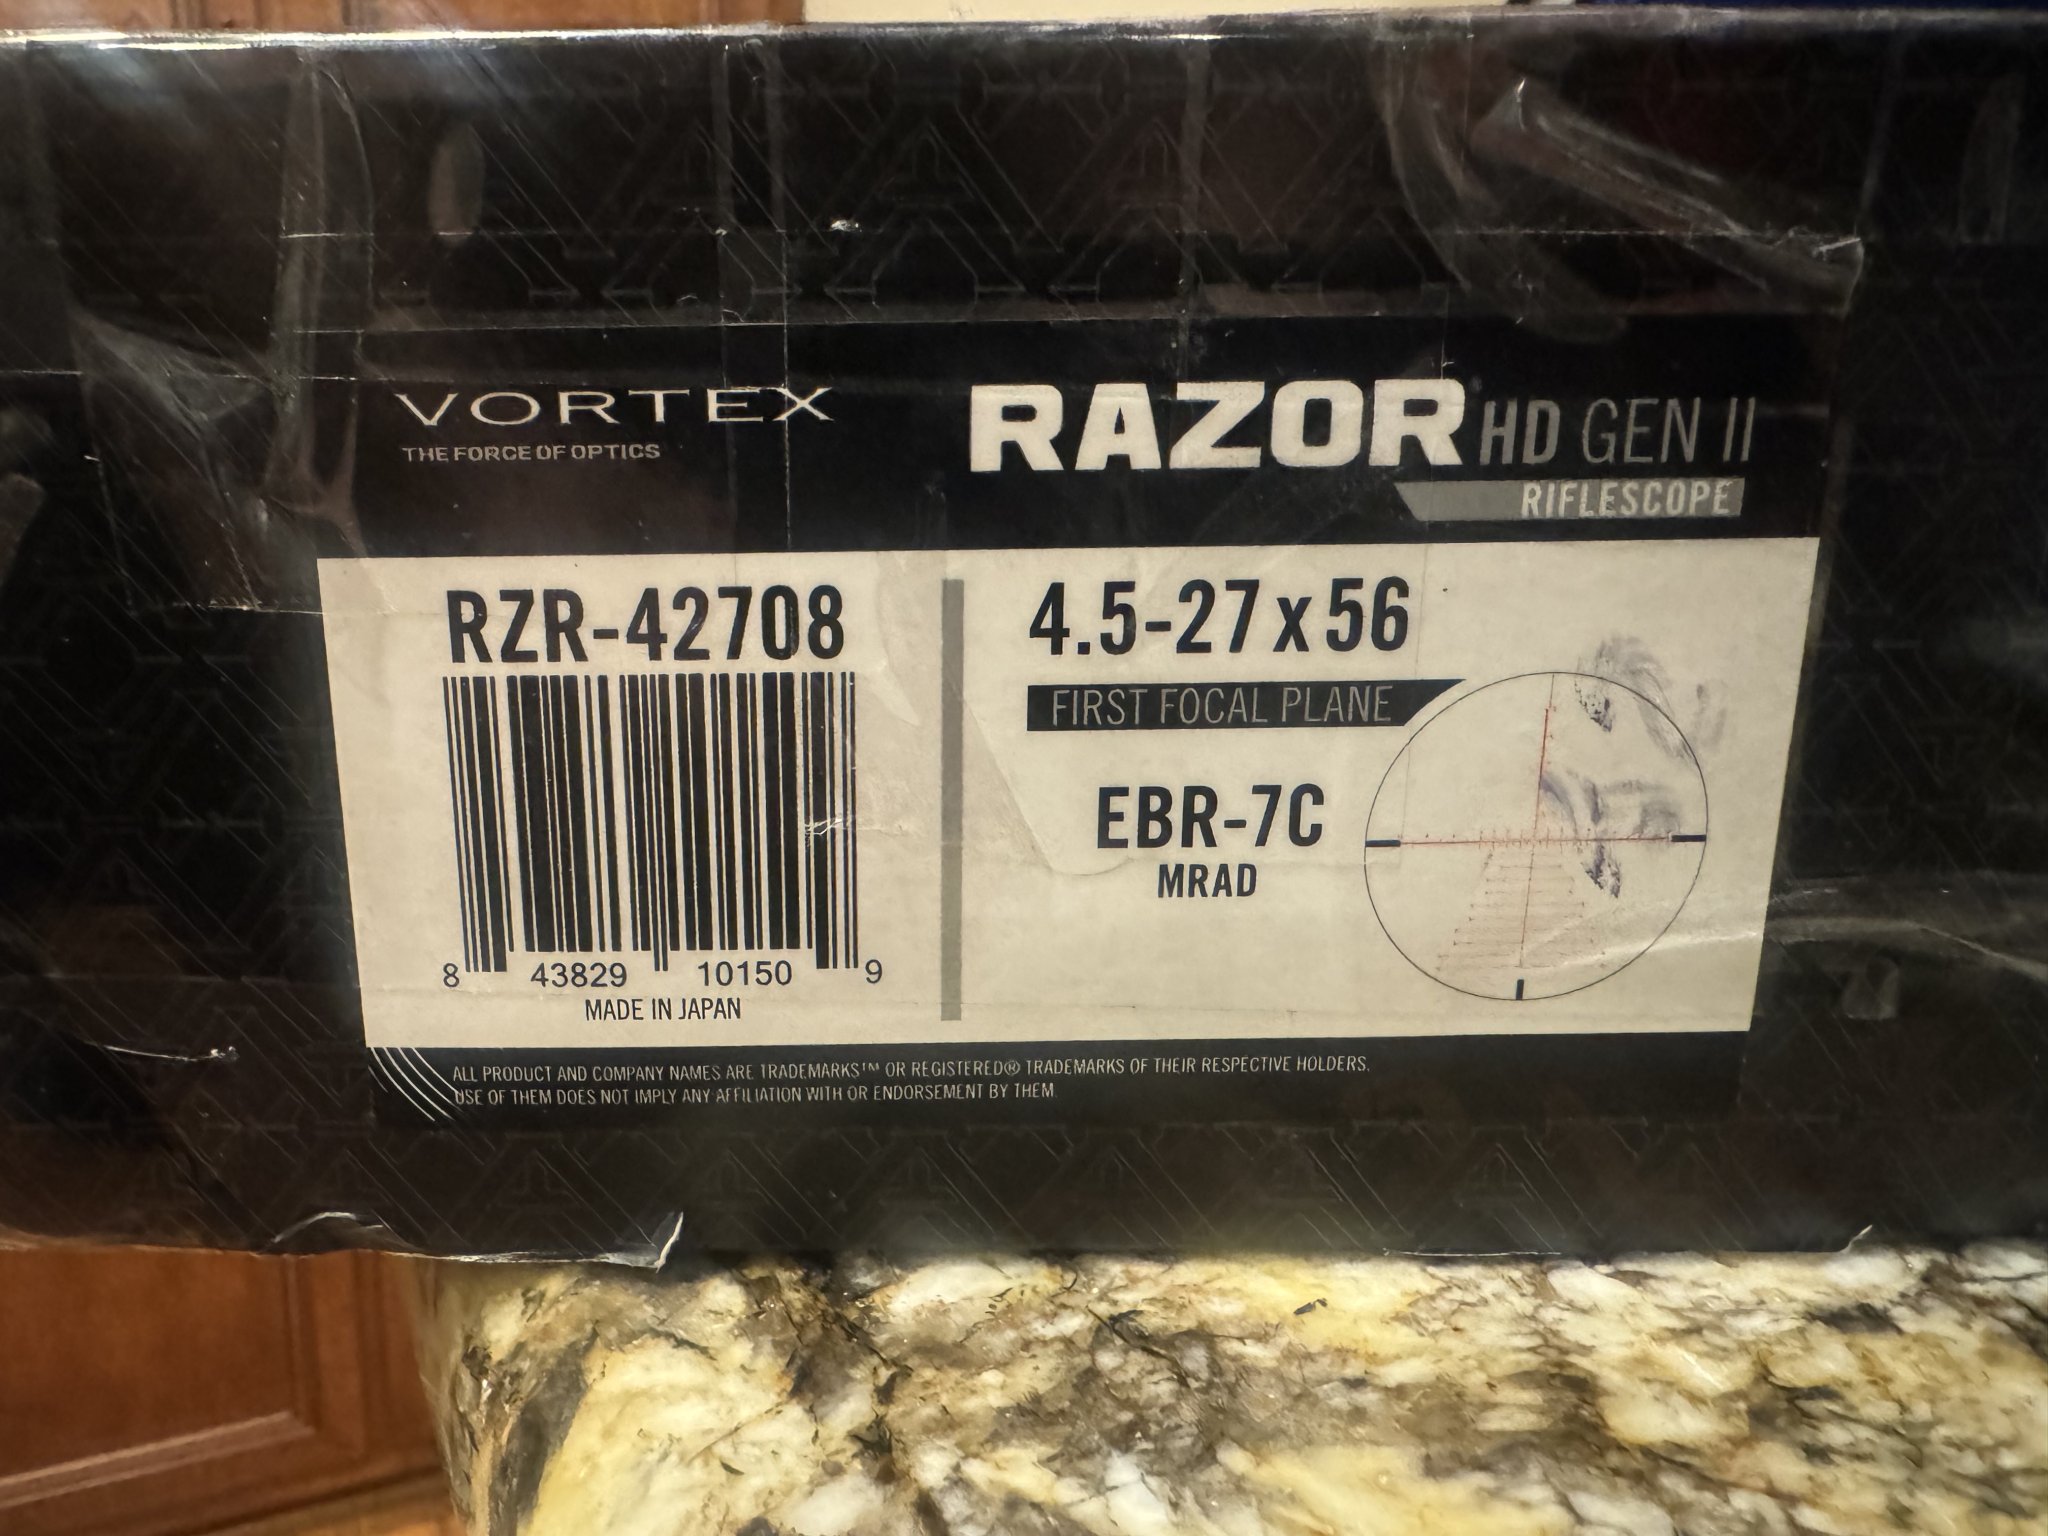 VORTEX
THE FORCE OF OPTICS
RAZOR HD GEN II
RIFLESCOPE
RZR-42708
8 43829 10150 9
MADE IN JAPAN
4.5-27x56
FIRST FOCAL PLANE
EBR-7C
MRAD
ALL PRODUCT AND COMPANY NAMES ARE TRADEMARKS™ OR REGISTERED® TRADEMARKS OF THEIR RESPECTIVE HOLDERS.
USE OF THEM DOES NOT IMPLY ANY AFFILIATION WITH OR ENDORSEMENT BY THEM.